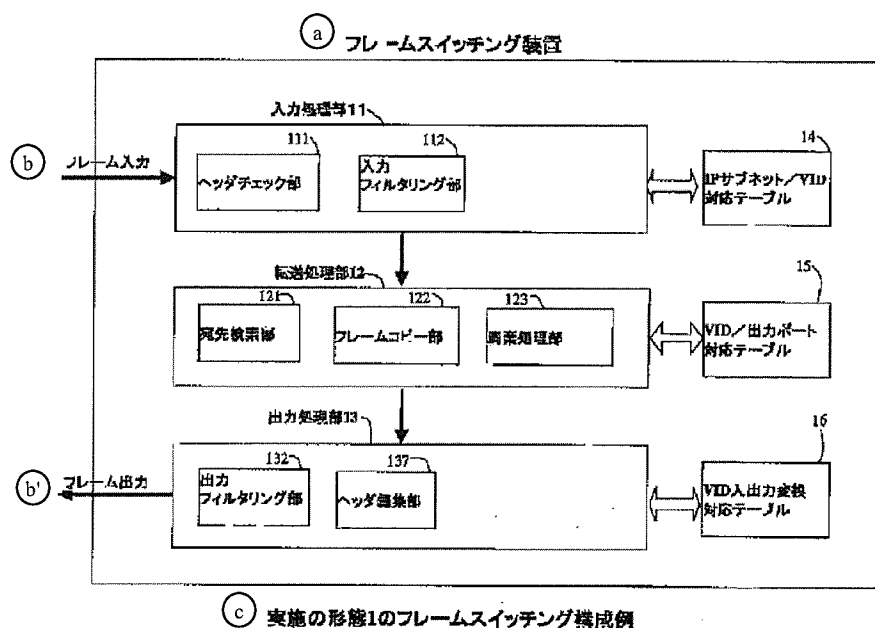 a フレームスイッチング装置
入力処理部11
b フレーム入力
111
ヘッダチェック部
112
入力
フィルタリング部
14
IPサブネット/VID
対応テーブル
転送処理部12
121
宛先検索部
122
フレームコピー部
123
廃棄処理部
15
VID/出力ポート
対応テーブル
出力処理部13
b' フレーム出力
132
出力
フィルタリング部
137
ヘッダ編集部
16
VID入出力変換
対応テーブル
c 実施の形態1のフレームスイッチング構成例